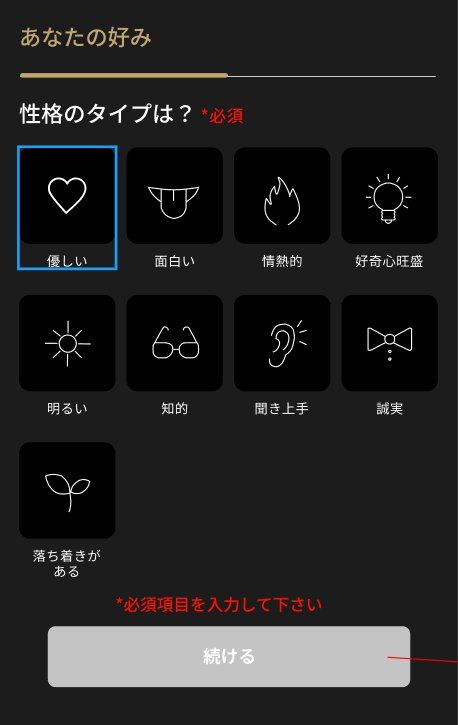 あなたの好み
性格のタイプは？ *必須
優しい
面白い
情熱的
好奇心旺盛
明るい
知的
聞き上手
誠実
落ち着きが
ある
*必須項目を入力して下さい
続ける